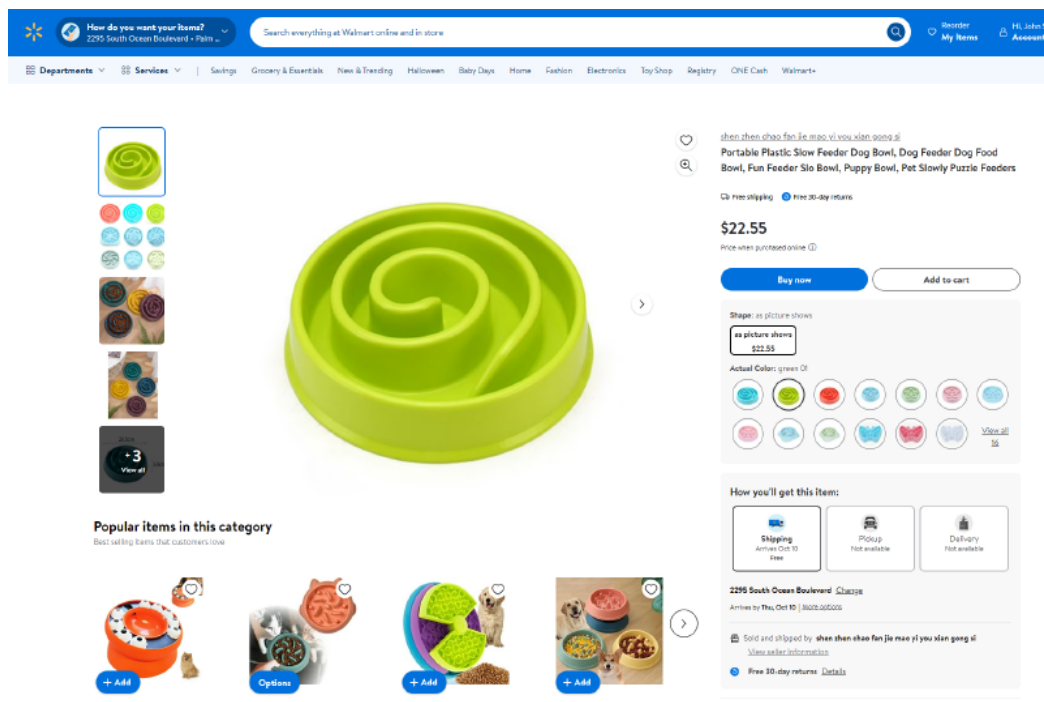 How do you want your items?
2295 South Ocean Boulevard • Palm ...
Search everything at Walmart online and in store
Reorder
My Items
Hi, John
Account
Departments
Services
Savings
Grocery & Essentials
New & Trending
Halloween
Baby Days
Home
Fashion
Electronics
Toy Shop
Registry
ONE Cash
Walmart+
+3
View all
shen zhen chao fan jie mao yi you xian gong si
Portable Plastic Slow Feeder Dog Bowl, Dog Feeder Dog Food
Bowl, Fun Feeder Slo Bowl, Puppy Bowl, Pet Slowly Puzzle Feeders
Free shipping
Free 30-day returns
$22.55
Price when purchased online
Buy now
Add to cart
Shape: as picture shows
as picture shows
$22.55
Actual Color: green 01
View all
16
How you'll get this item:
Shipping
Arrives Oct 10
Free
Pickup
Not available
Delivery
Not available
2295 South Ocean Boulevard Change
Arrives by Thu, Oct 10 | More options
Sold and shipped by shen zhen chao fan jie mao yi you xian gong si
View seller information
Free 30-day returns Details
Popular items in this category
Best selling items that customers love
+ Add
Options
+ Add
+ Add